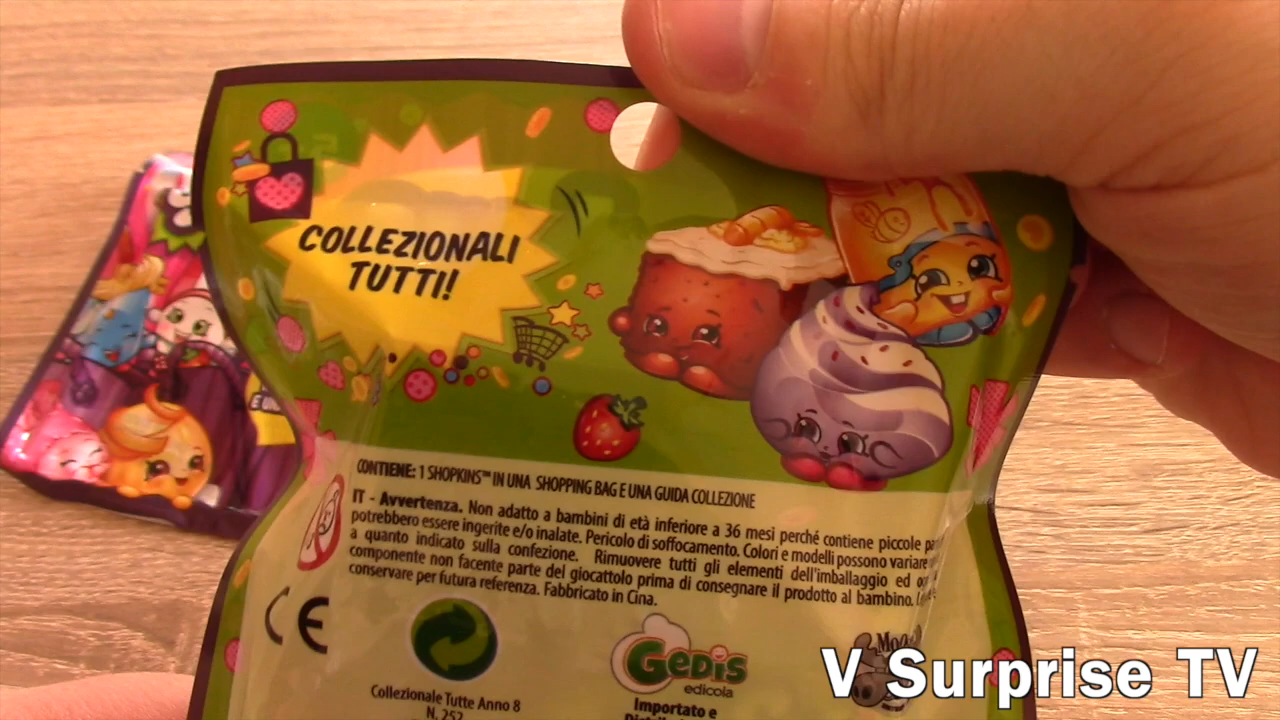 COLLEZIONALI
TUTTI!
CONTIENE: 1 SHOPKINS™ IN UNA SHOPPING BAG E UNA GUIDA COLLEZIONE
IT - Avvertenza. Non adatto a bambini di età inferiore a 36 mesi perché contiene piccole
potrebbero essere ingerite e/o inalate. Pericolo di soffocamento. Colori e modelli possono variare
a quanto indicato sulla confezione. Rimuovere tutti gli elementi dell'imballaggio ed
componente non facente parte del giocattolo prima di consegnare il prodotto al bambino.
conservare per futura referenza. Fabbricato in Cina.
CE
GEDIS
edicola
Collezionale Tutte Anno 8
N. 252
Importato e
V Surprise TV